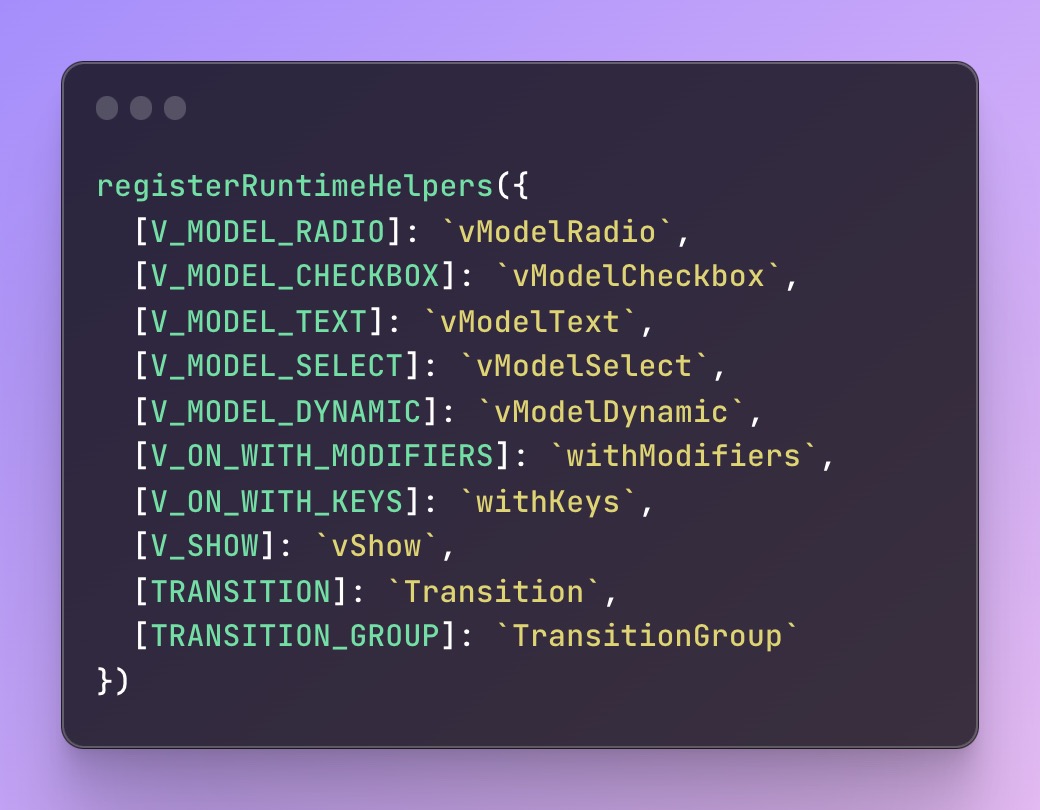 registerRuntimeHelpers({
  [V_MODEL_RADIO]: `vModelRadio`,
  [V_MODEL_CHECKBOX]: `vModelCheckbox`,
  [V_MODEL_TEXT]: `vModelText`,
  [V_MODEL_SELECT]: `vModelSelect`,
  [V_MODEL_DYNAMIC]: `vModelDynamic`,
  [V_ON_WITH_MODIFIERS]: `withModifiers`,
  [V_ON_WITH_KEYS]: `withKeys`,
  [V_SHOW]: `vShow`,
  [TRANSITION]: `Transition`,
  [TRANSITION_GROUP]: `TransitionGroup`
})